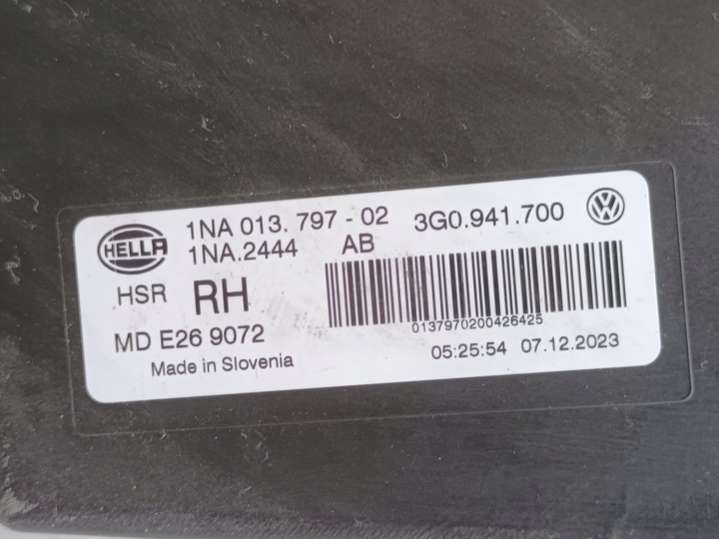 HELLA 1NA 013. 797 - 02 3G0.941.700
1NA.2444 AB
HSR RH
0137970200426425
MD E26 9072
05:25:54 07.12.2023
Made in Slovenia